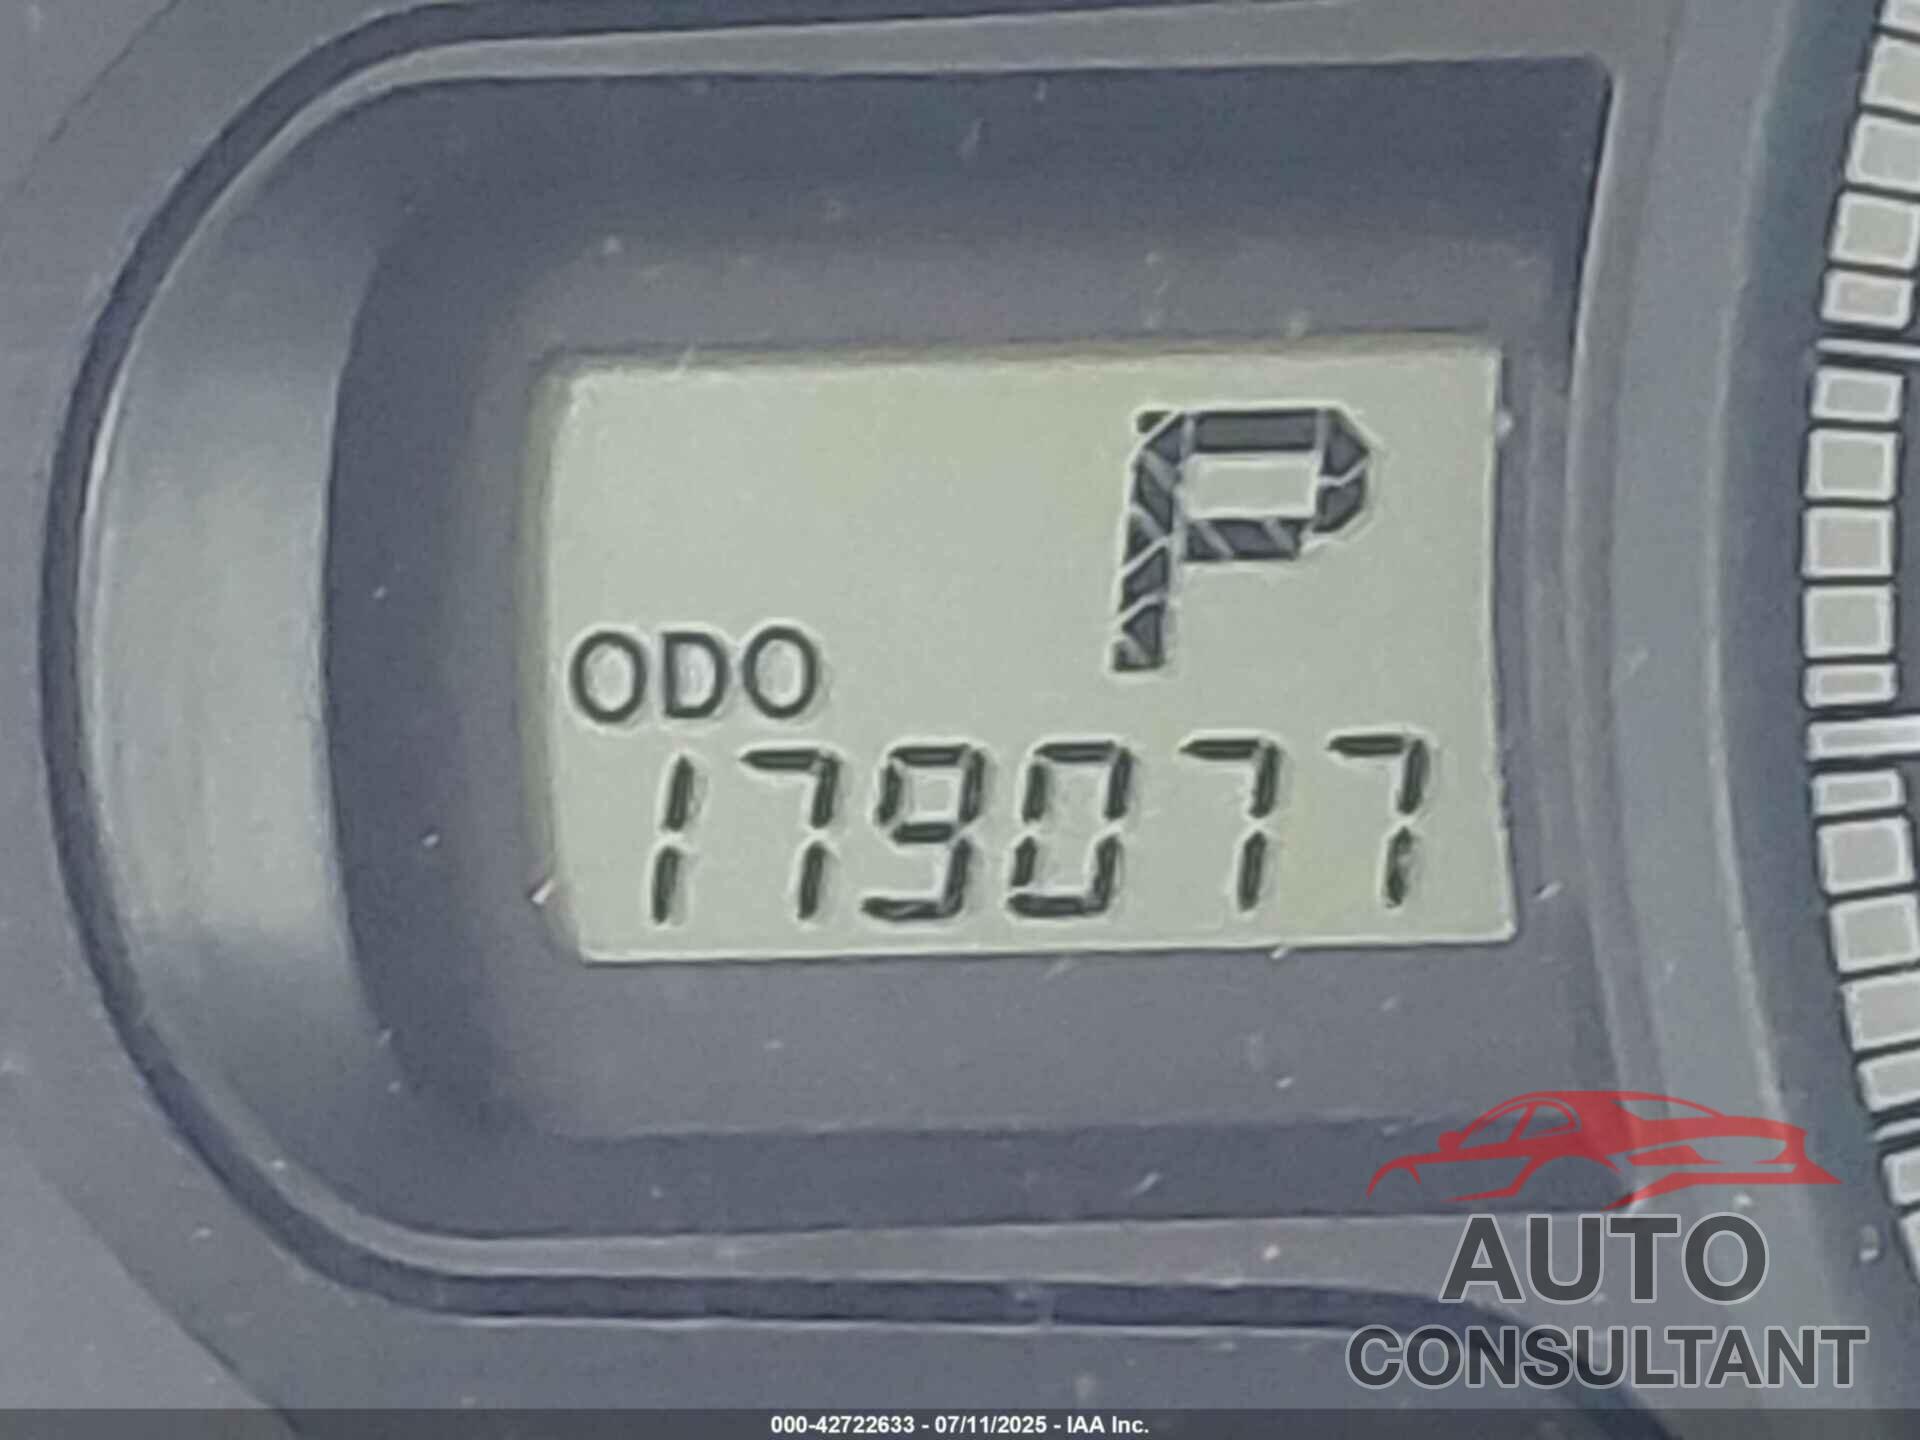 P
ODO
179077
AUTO
CONSULTANT
000-42722633 - 07/11/2025 - IAA Inc.